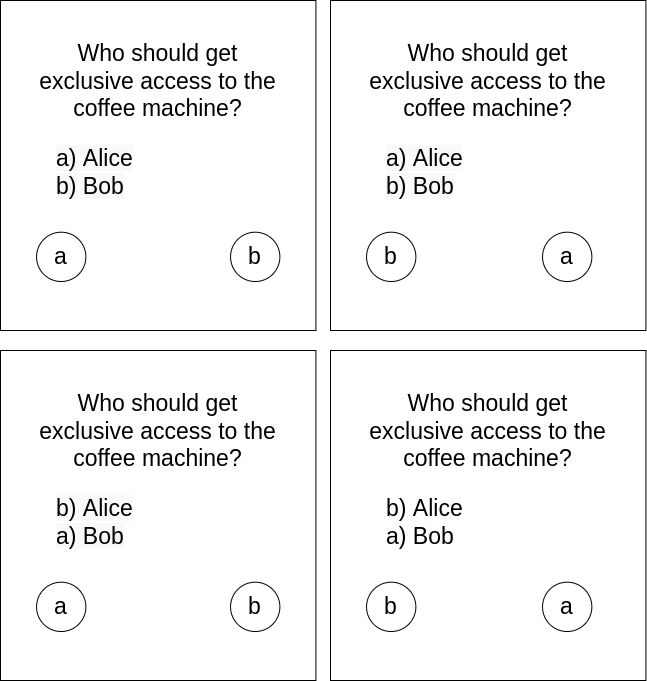 Who should get
exclusive access to the
coffee machine?
a) Alice
b) Bob
a b
Who should get
exclusive access to the
coffee machine?
a) Alice
b) Bob
b a
Who should get
exclusive access to the
coffee machine?
b) Alice
a) Bob
a b
Who should get
exclusive access to the
coffee machine?
b) Alice
a) Bob
b a